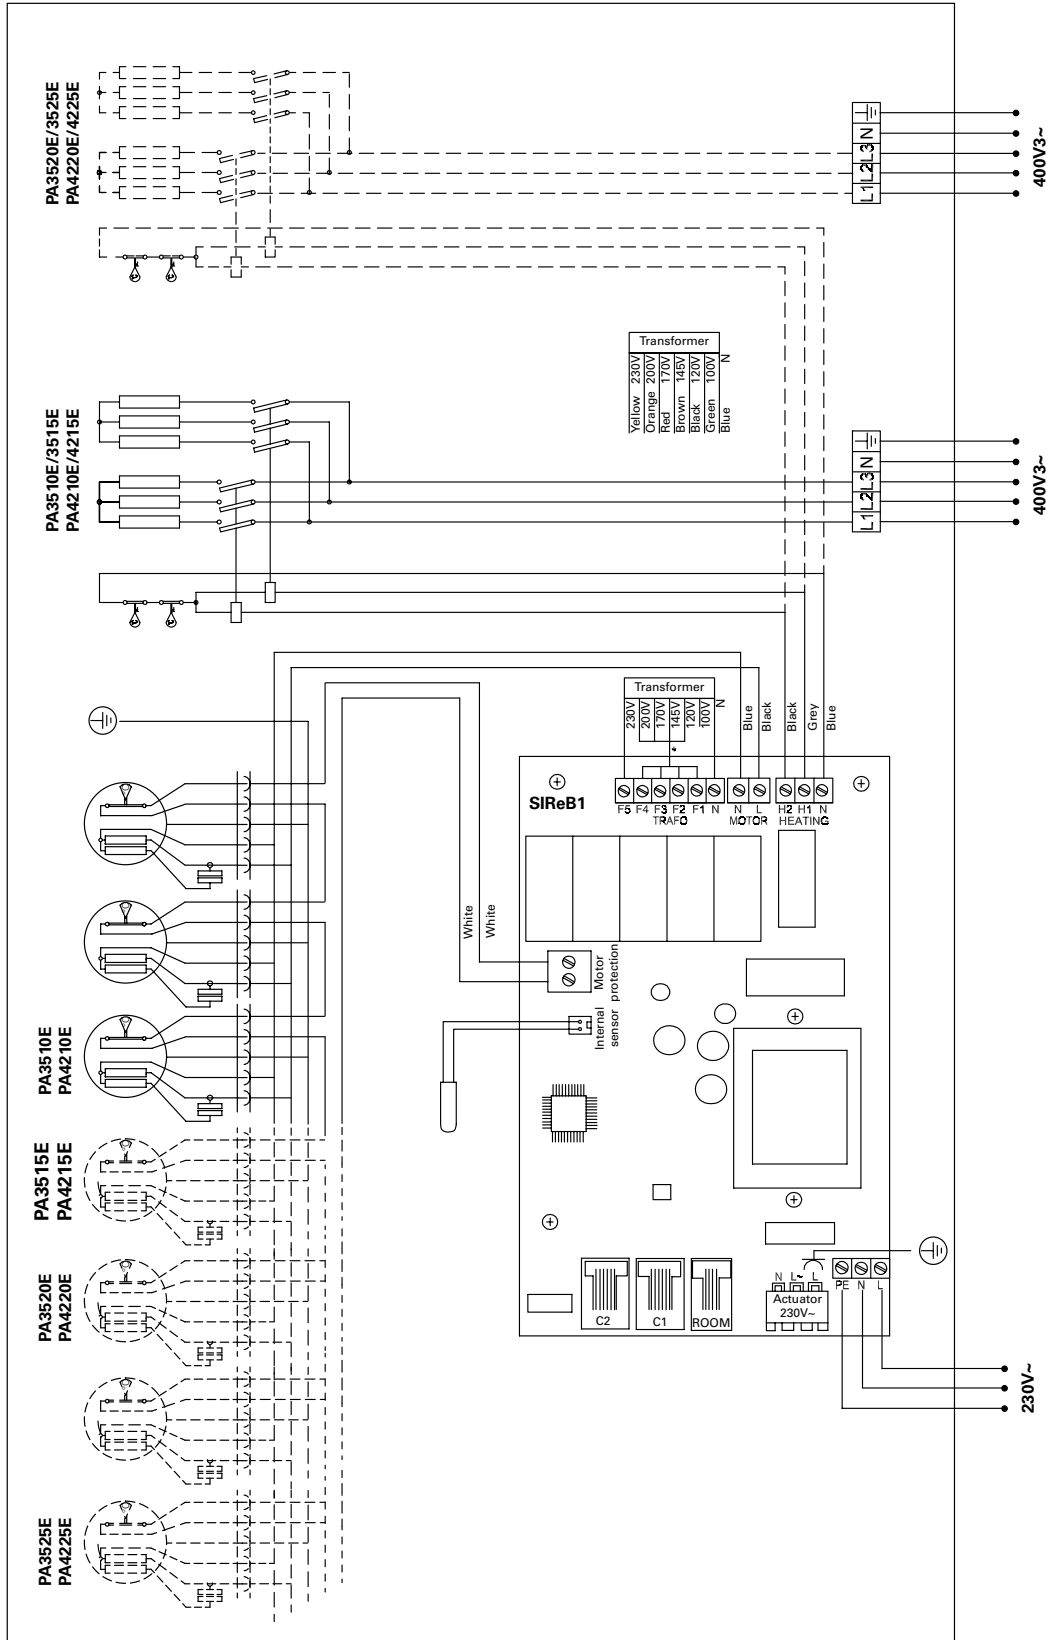 PA3520E/3525E
PA4220E/4225E
L1 L2 L3 N
400V3~
Transformer
Yellow 230V
Orange 200V
Red 170V
Brown 145V
Black 120V
Green 100V
Blue N
PA3510E/3515E
PA4210E/4215E
L1 L2 L3 N
400V3~
Transformer
230V
200V
170V
145V
120V
100V
N
*
Blue
Black
Black
Grey
Blue
SIReB1
F5 F4 F3 F2 F1 N
TRAFO
N L
MOTOR
H2 H1 N
HEATING
White
White
Motor
protection
Internal
sensor
PA3510E
PA4210E
PA3515E
PA4215E
PA3520E
PA4220E
PA3525E
PA4225E
C2
C1
ROOM
N L~ L
Actuator
230V~
PE N L
230V~